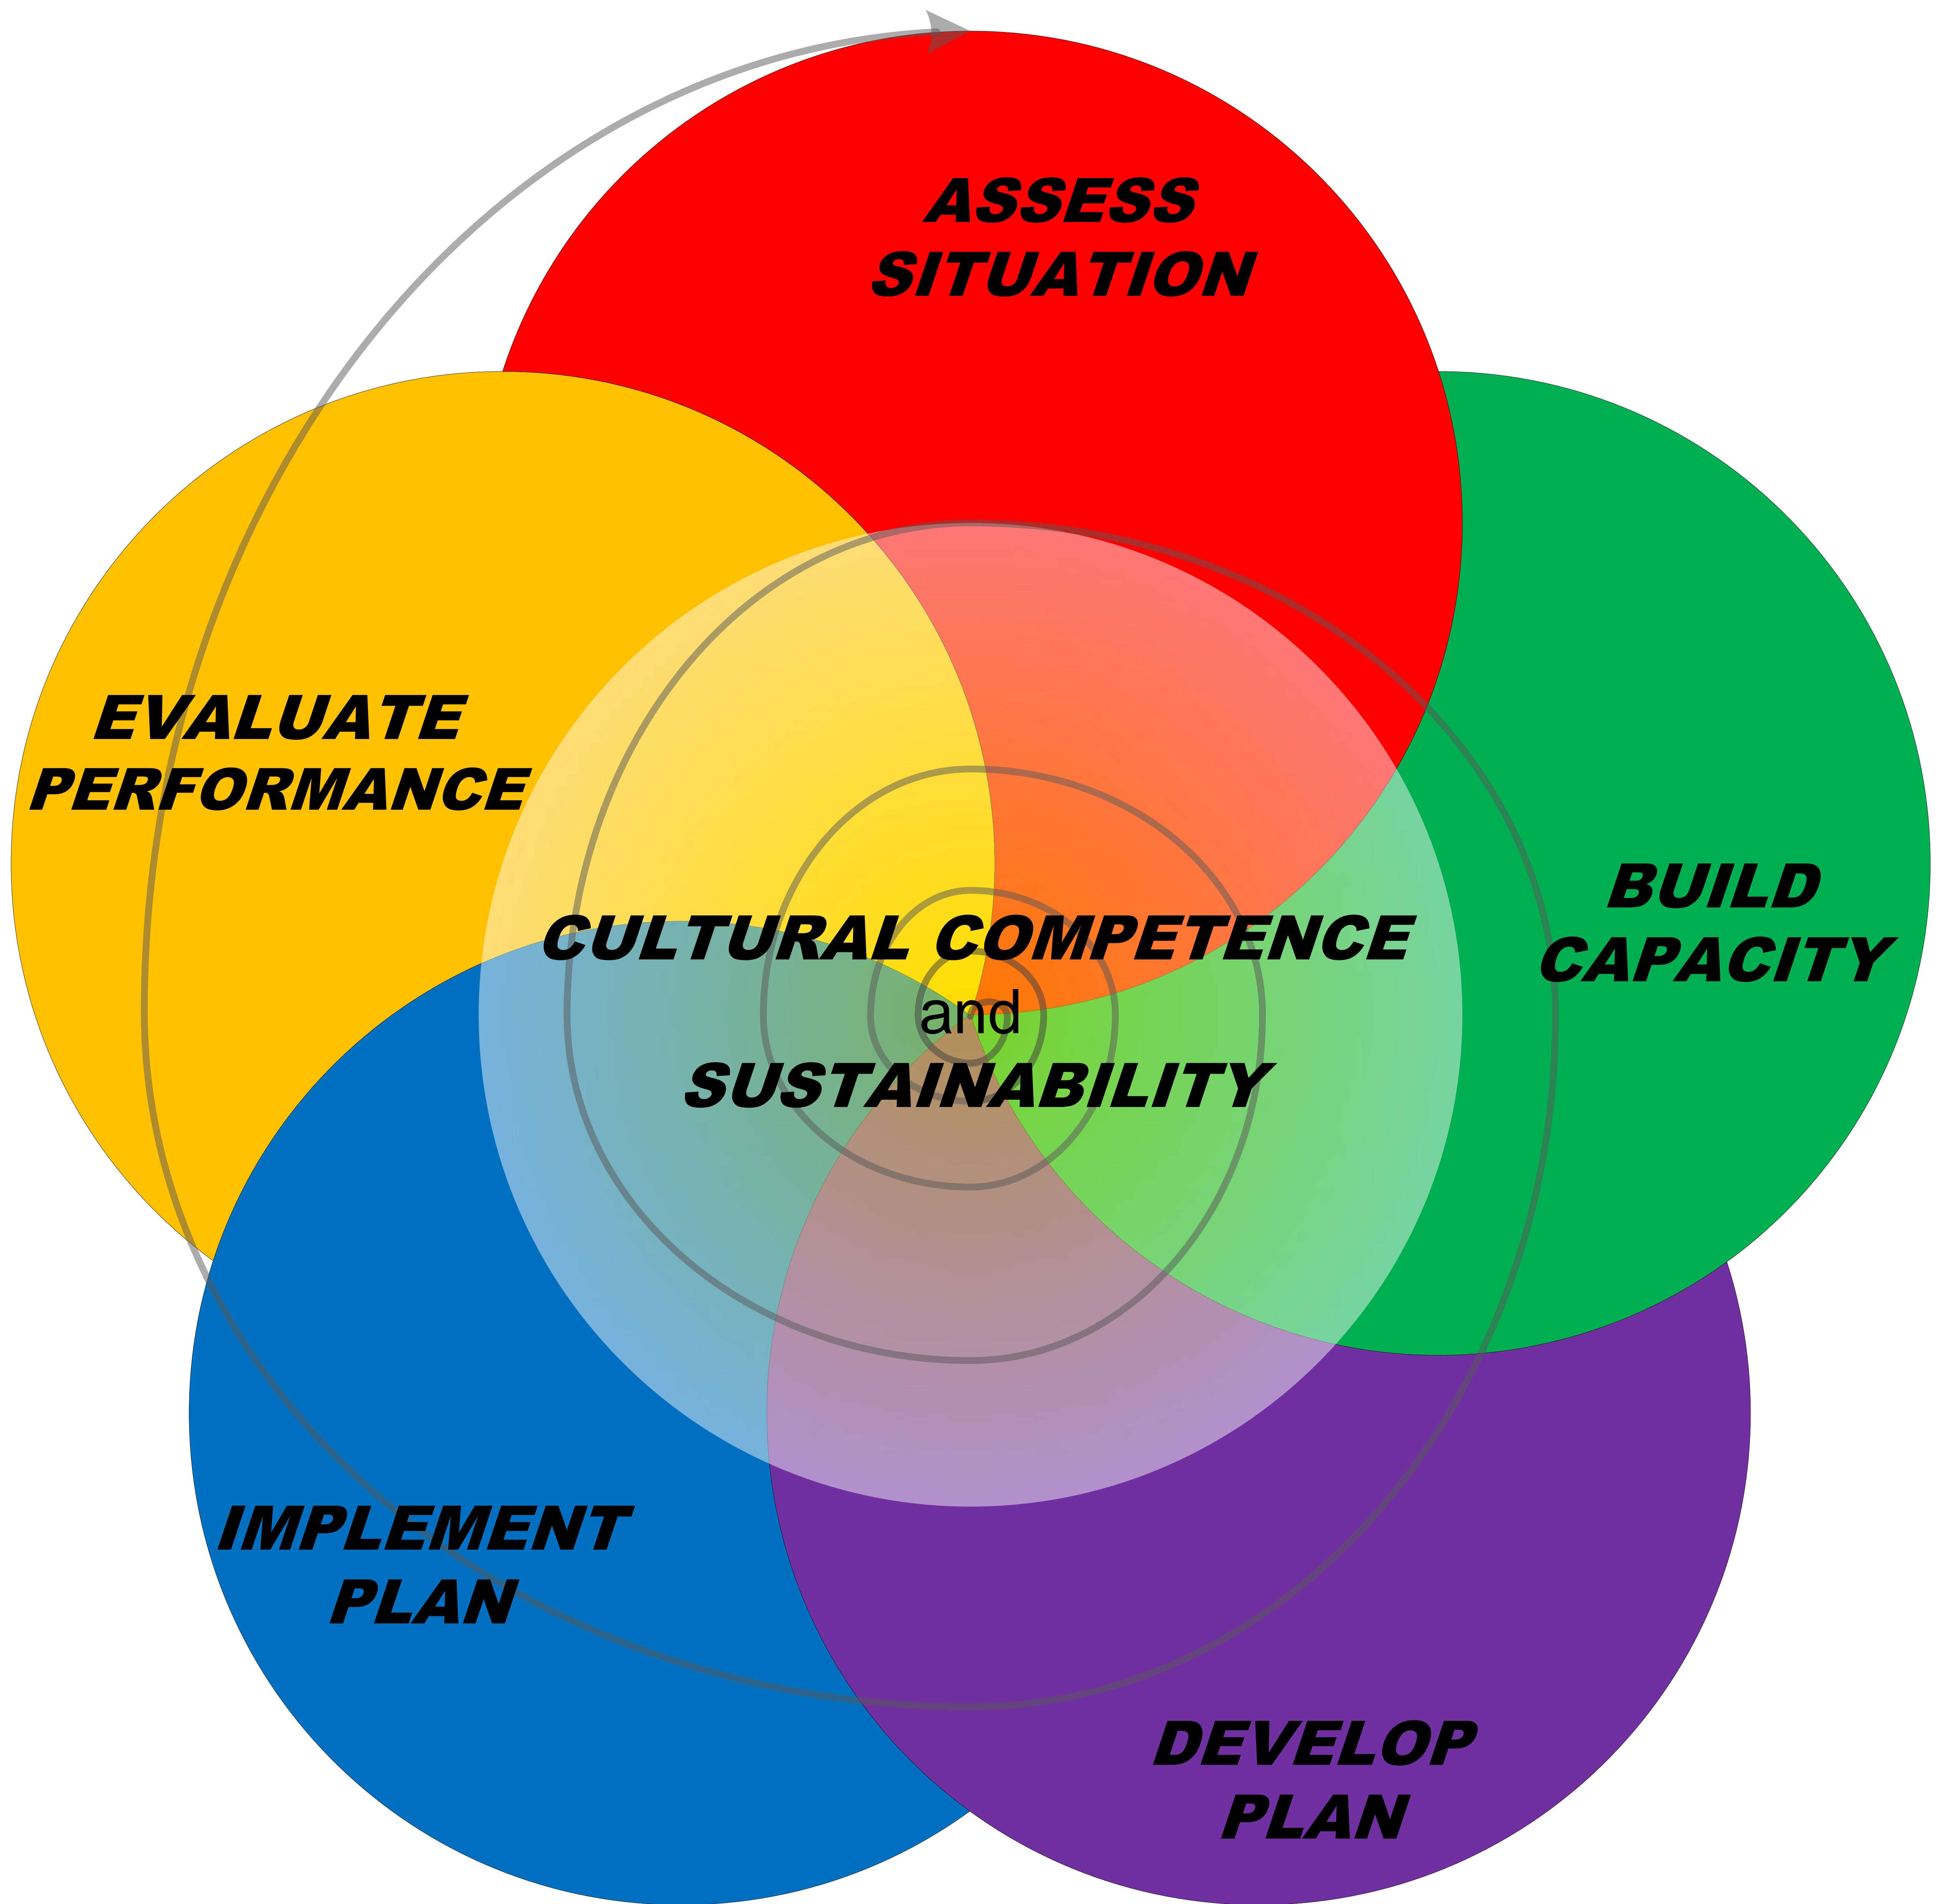 ASSESS
SITUATION
EVALUATE
PERFORMANCE
BUILD
CAPACITY
CULTURAL COMPETENCE
and
SUSTAINABILITY
IMPLEMENT
PLAN
DEVELOP
PLAN